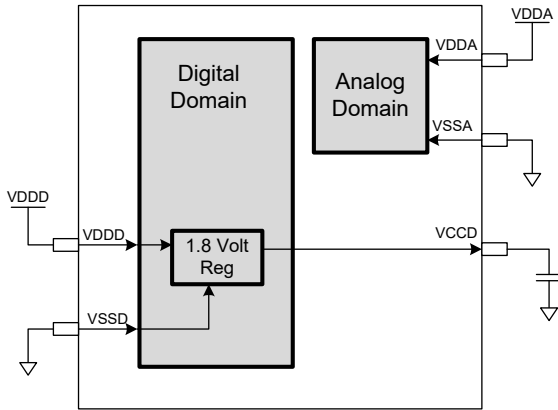 VDDA
VDDA
Digital
Domain
Analog
Domain
VSSA
VDDD
VDDD
1.8 Volt
Reg
VCCD
VSSD